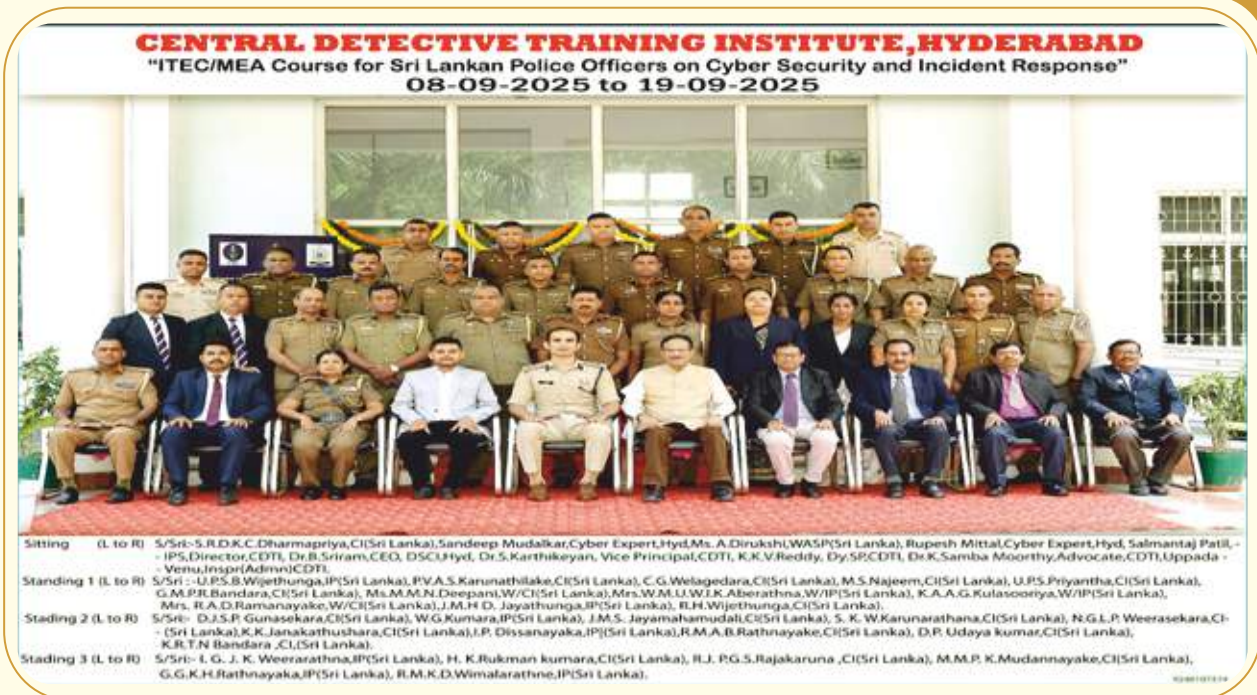 CENTRAL DETECTIVE TRAINING INSTITUTE,HYDERABAD
"ITEC/MEA Course for Sri Lankan Police Officers on Cyber Security and Incident Response"
08-09-2025 to 19-09-2025
Sitting (L to R) S/Sri:-S.R.D.K.C.Dharmapriya,CI(Sri Lanka),Sandeep Mudalkar,Cyber Expert,Hyd,Ms. A.Dirukshi,WASP(Sri Lanka), Rupesh Mittal,Cyber Expert,Hyd, Salmantaj Patil,-
- IPS,Director,CDTI, Dr.B.Sriram,CEO, DSCI,Hyd, Dr.S.Karthikeyan, Vice Principal,CDTI, K.K.V.Reddy, Dy.SP,CDTI, Dr.K.Samba Moorthy,Advocate,CDTI,Uppada -
- Venu,Inspr(Admn)CDTI.
Standing 1 (L to R) S/Sri :-U.P.S.B.Wijethunga,IP(Sri Lanka), P.V.A.S.Karunathilake,CI(Sri Lanka), C.G.Welagedara,CI(Sri Lanka), M.S.Najeem,CI(Sri Lanka), U.P.S.Priyantha,CI(Sri Lanka),
G.M.P.R.Bandara,CI(Sri Lanka), Ms.M.M.N.Deepani,W/CI(Sri Lanka),Mrs.W.M.U.W.I.K.Aberathna,W/IP(Sri Lanka), K.A.A.G.Kulasooriya,W/IP(Sri Lanka),
Mrs. R.A.D.Ramanayake,W/CI(Sri Lanka),J.M.H D. Jayathunga,IP(Sri Lanka), R.H.Wijethunga,CI(Sri Lanka).
Stading 2 (L to R) S/Sri:- D.J.S.P. Gunasekara,CI(Sri Lanka), W.G.Kumara,IP(Sri Lanka), J.M.S. Jayamahamudali,CI(Sri Lanka), S. K. W.Karunarathana,CI(Sri Lanka), N.G.L.P. Weerasekara,CI-
- (Sri Lanka),K.K.Janakathushara,CI(Sri Lanka),I.P. Dissanayaka,IP](Sri Lanka),R.M.A.B.Rathnayake,CI(Sri Lanka), D.P. Udaya kumar,CI(Sri Lanka),
K.R.T.N Bandara ,CI,(Sri Lanka).
Stading 3 (L to R) S/Sri:- I. G. J. K. Weerarathna,IP(Sri Lanka), H. K.Rukman kumara,CI(Sri Lanka), R.J. P.G.S.Rajakaruna ,CI(Sri Lanka), M.M.P. K.Mudannayake,CI(Sri Lanka),
G.G.K.H.Rathnayaka,IP(Sri Lanka), R.M.K.D.Wimalarathne,IP(Sri Lanka).